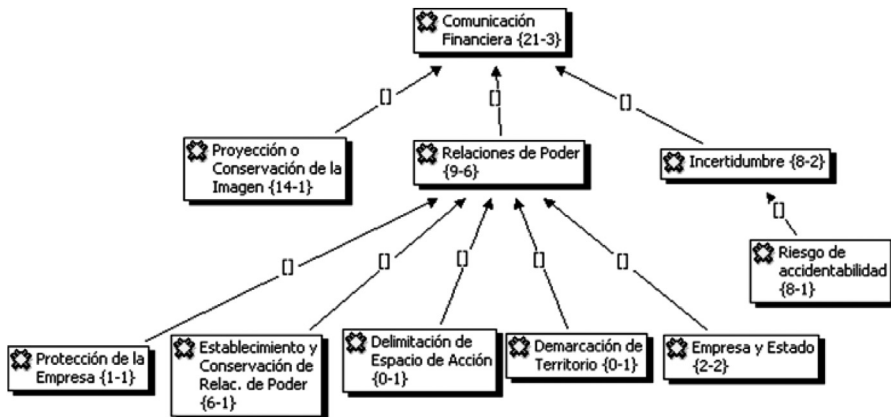 Comunicación
Financiera {21-3}
[]
[]
[]
Proyección o
Conservación de la
Imagen {14-1}
Relaciones de Poder
{9-6}
Incertidumbre {8-2}
[]
Riesgo de
accidentabilidad
{8-1}
[]
[]
[]
[]
[]
Protección de la
Empresa {1-1}
Establecimiento y
Conservación de
Relac. de Poder
{6-1}
Delimitación de
Espacio de Acción
{0-1}
Demarcación de
Territorio {0-1}
Empresa y Estado
{2-2}